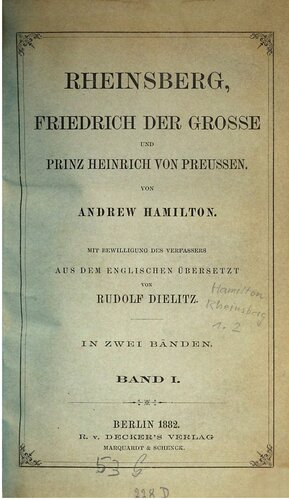 RHEINSBERG,
FRIEDRICH DER GROSSE
UND
PRINZ HEINRICH VON PREUSSEN.
VON
ANDREW HAMILTON.
MIT BEWILLIGUNG DES VERFASSERS
AUS DEM ENGLISCHEN ÜBERSETZT
VON
RUDOLF DIELITZ.
Hamilton
Rheinsberg
1. 2
IN ZWEI BÄNDEN.
BAND I.
BERLIN 1882.
R. v. DECKER'S VERLAG
MARQUARDT & SCHENCK.